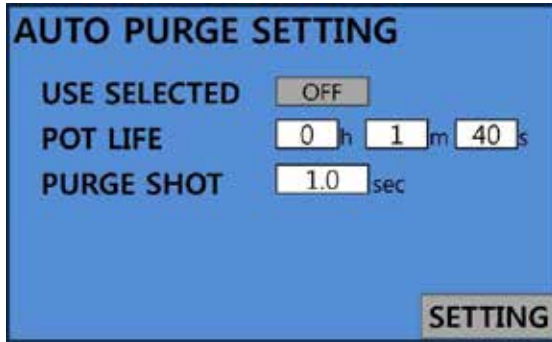 AUTO PURGE SETTING
USE SELECTED OFF
POT LIFE 0 h 1 m 40 s
PURGE SHOT 1.0 sec
SETTING